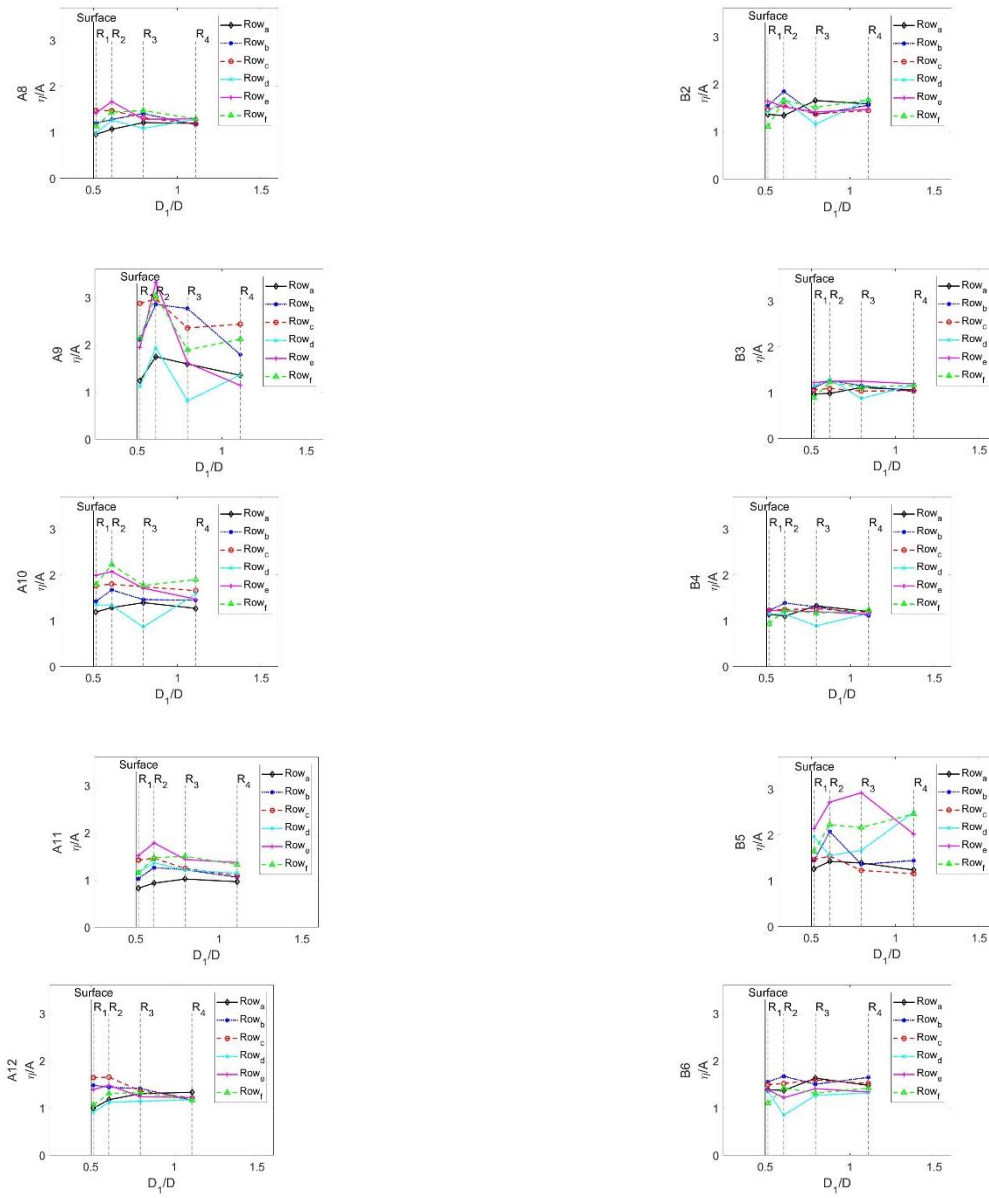 Surface
R1 R2 R3 R4
3
2
1
0
A8
η/A
0.5 1 1.5
D1/D
Rowa
Rowb
Rowc
Rowd
Rowe
Rowf
Surface
R1 R2 R3 R4
3
2
1
0
B2
η/A
0.5 1 1.5
D1/D
Rowa
Rowb
Rowc
Rowd
Rowe
Rowf
Surface
R1 R2 R3 R4
3
2
1
0
A9
η/A
0.5 1 1.5
D1/D
Rowa
Rowb
Rowc
Rowd
Rowe
Rowf
Surface
R1 R2 R3 R4
3
2
1
0
B3
η/A
0.5 1 1.5
D1/D
Rowa
Rowb
Rowc
Rowd
Rowe
Rowf
Surface
R1 R2 R3 R4
3
2
1
0
A10
η/A
0.5 1 1.5
D1/D
Rowa
Rowb
Rowc
Rowd
Rowe
Rowf
Surface
R1 R2 R3 R4
3
2
1
0
B4
η/A
0.5 1 1.5
D1/D
Rowa
Rowb
Rowc
Rowd
Rowe
Rowf
Surface
R1 R2 R3 R4
3
2
1
0
A11
η/A
0.5 1 1.5
D1/D
Rowa
Rowb
Rowc
Rowd
Rowe
Rowf
Surface
R1 R2 R3 R4
3
2
1
0
B5
η/A
0.5 1 1.5
D1/D
Rowa
Rowb
Rowc
Rowd
Rowe
Rowf
Surface
R1 R2 R3 R4
3
2
1
0
A12
η/A
0.5 1 1.5
D1/D
Rowa
Rowb
Rowc
Rowd
Rowe
Rowf
Surface
R1 R2 R3 R4
3
2
1
0
B6
η/A
0.5 1 1.5
D1/D
Rowa
Rowb
Rowc
Rowd
Rowe
Rowf